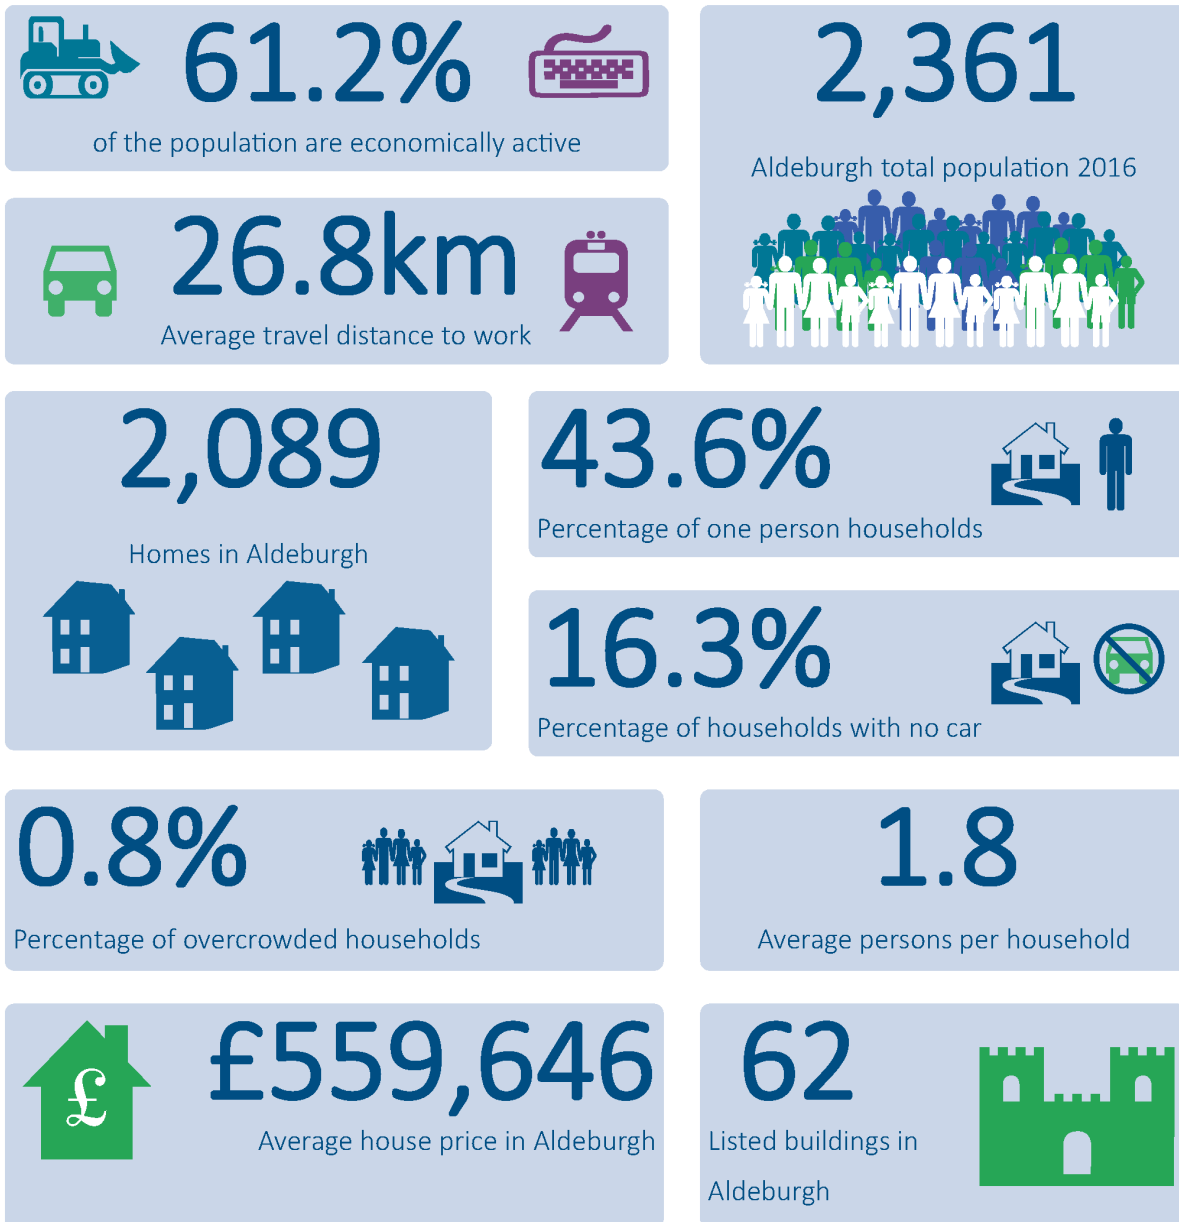 61.2%
of the population are economically active
2,361
Aldeburgh total population 2016
26.8km
Average travel distance to work
2,089
Homes in Aldeburgh
43.6%
Percentage of one person households
16.3%
Percentage of households with no car
0.8%
Percentage of overcrowded households
1.8
Average persons per household
£
£559,646
Average house price in Aldeburgh
62
Listed buildings in
Aldeburgh